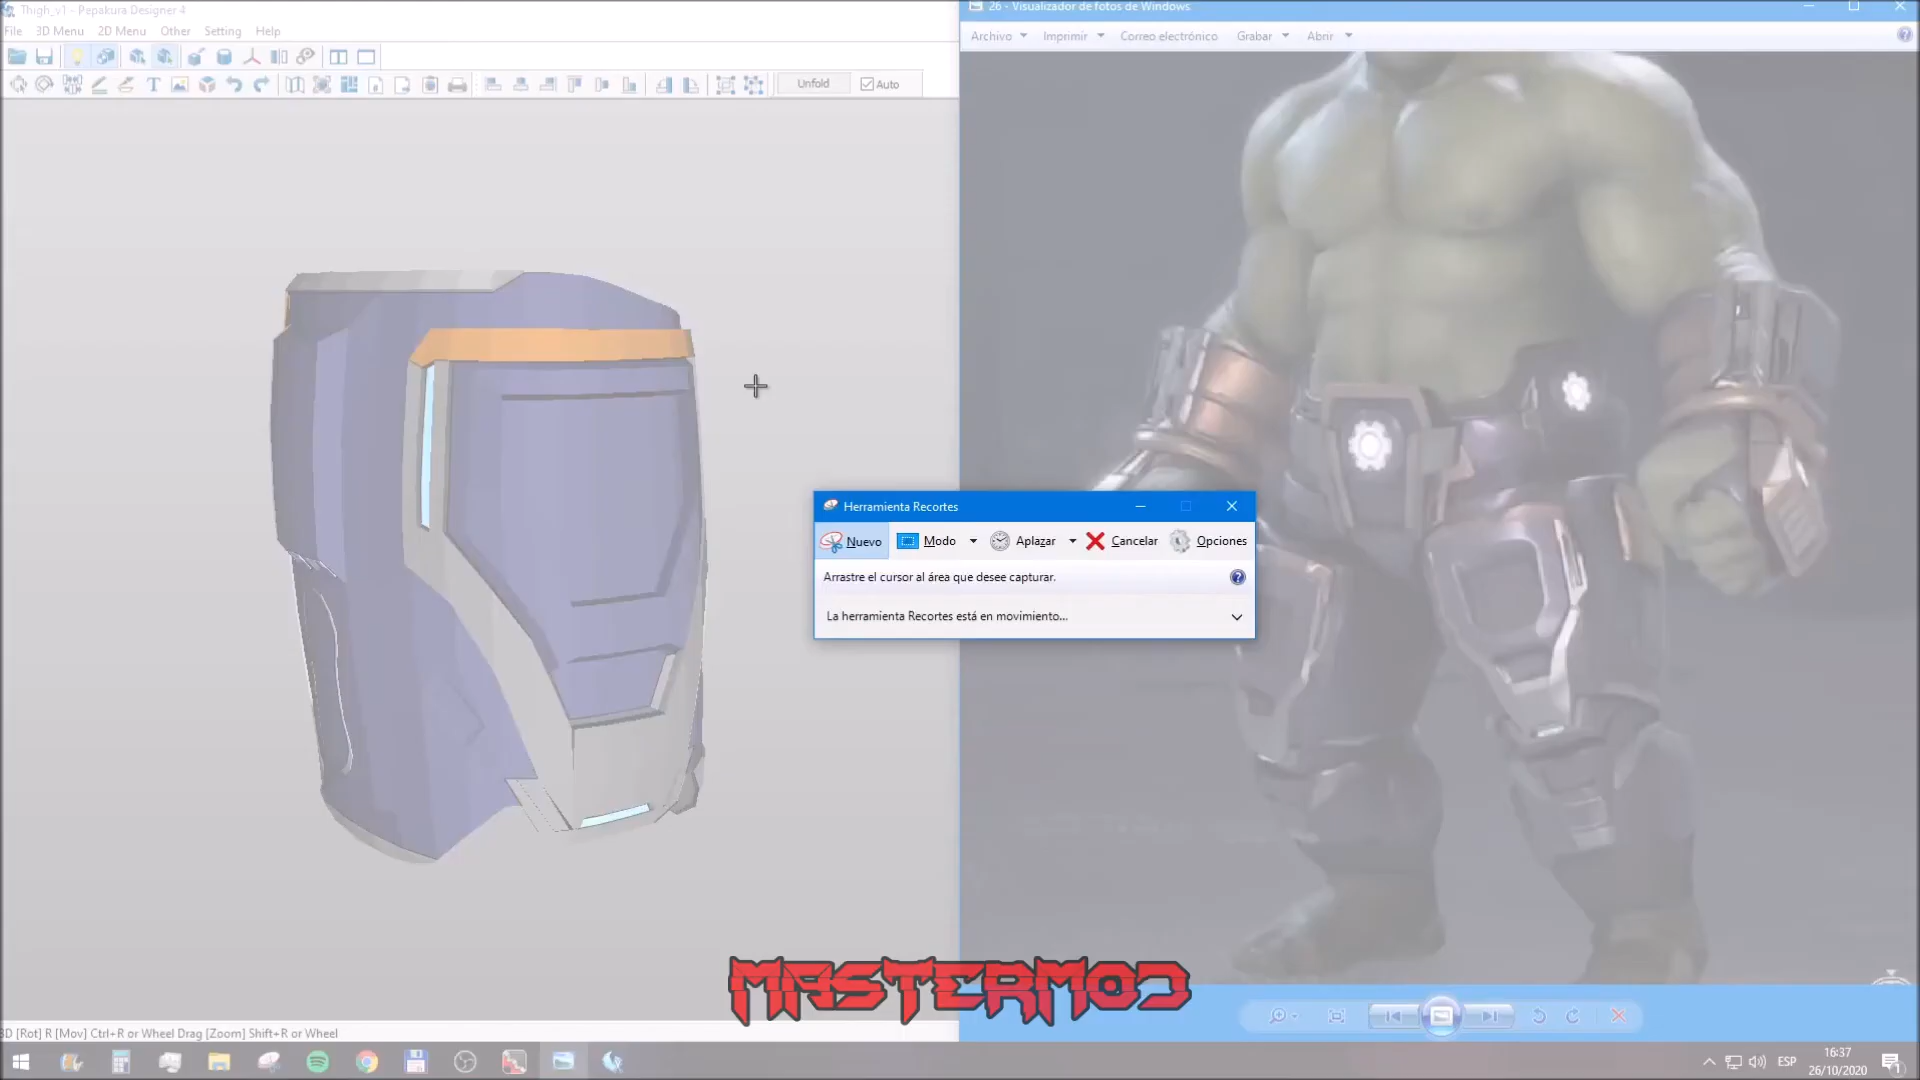 Thigh_v1 - Pepakura Designer 4
File 3D Menu 2D Menu Other Setting Help
Unfold Auto
26 - Visualizador de fotos de Windows
Archivo Imprimir Correo electrónico Grabar Abrir
Herramienta Recortes
Nuevo Modo Aplazar Cancelar Opciones
Arrastre el cursor al área que desee capturar.
La herramienta Recortes está en movimiento...
MASTERMOD
3D [Rot] R [Mov] Ctrl+R or Wheel Drag [Zoom] Shift+R or Wheel
ESP
16:37
26/10/2020
1